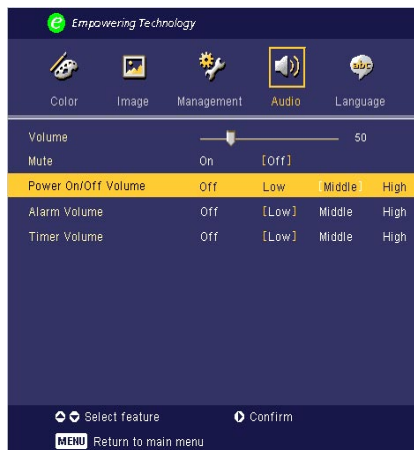 e Empowering Technology
abc
Color Image Management Audio Language
Volume 50
Mute On [Off]
Power On/Off Volume Off Low [Middle] High
Alarm Volume Off [Low] Middle High
Timer Volume Off [Low] Middle High
Select feature Confirm
MENU Return to main menu